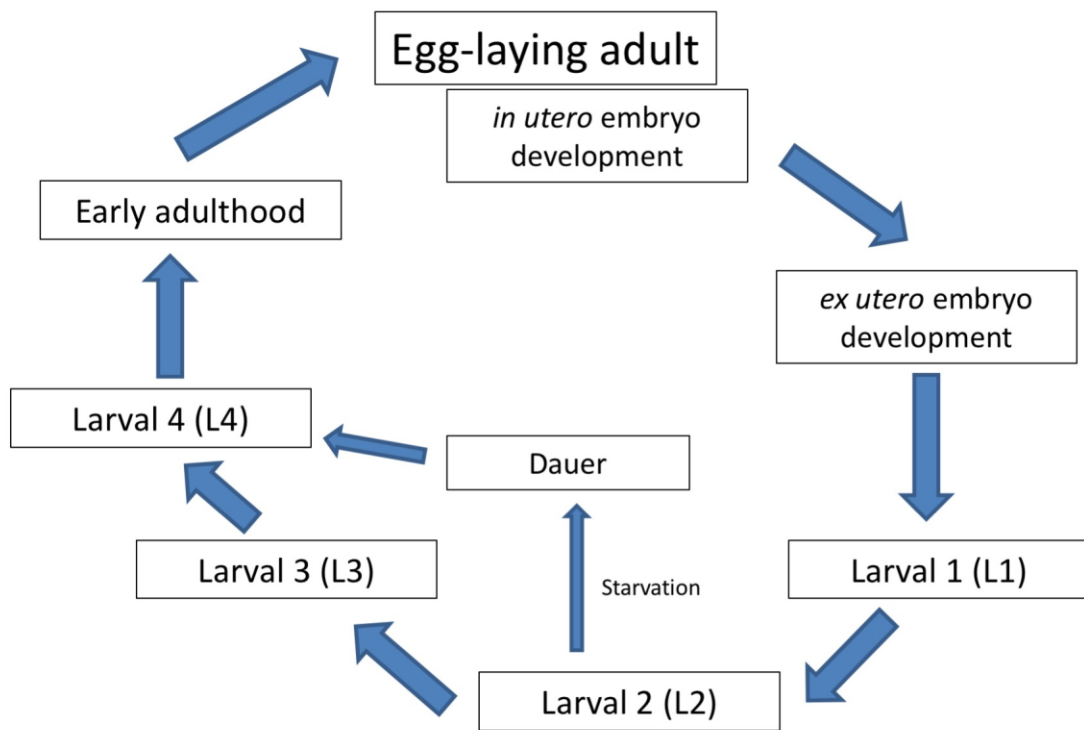 Egg-laying adult
in utero embryo
development
Early adulthood
ex utero embryo
development
Larval 4 (L4)
Dauer
Larval 3 (L3)
Starvation
Larval 1 (L1)
Larval 2 (L2)